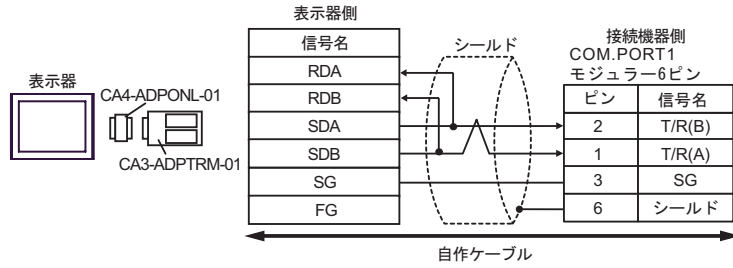 表示器側
信号名
RDA
RDB
SDA
SDB
SG
FG
シールド
接続機器側
COM.PORT1
モジュラー6ピン
ピン 信号名
2 T/R(B)
1 T/R(A)
3 SG
6 シールド
表示器
CA4-ADPONL-01
CA3-ADPTRM-01
自作ケーブル